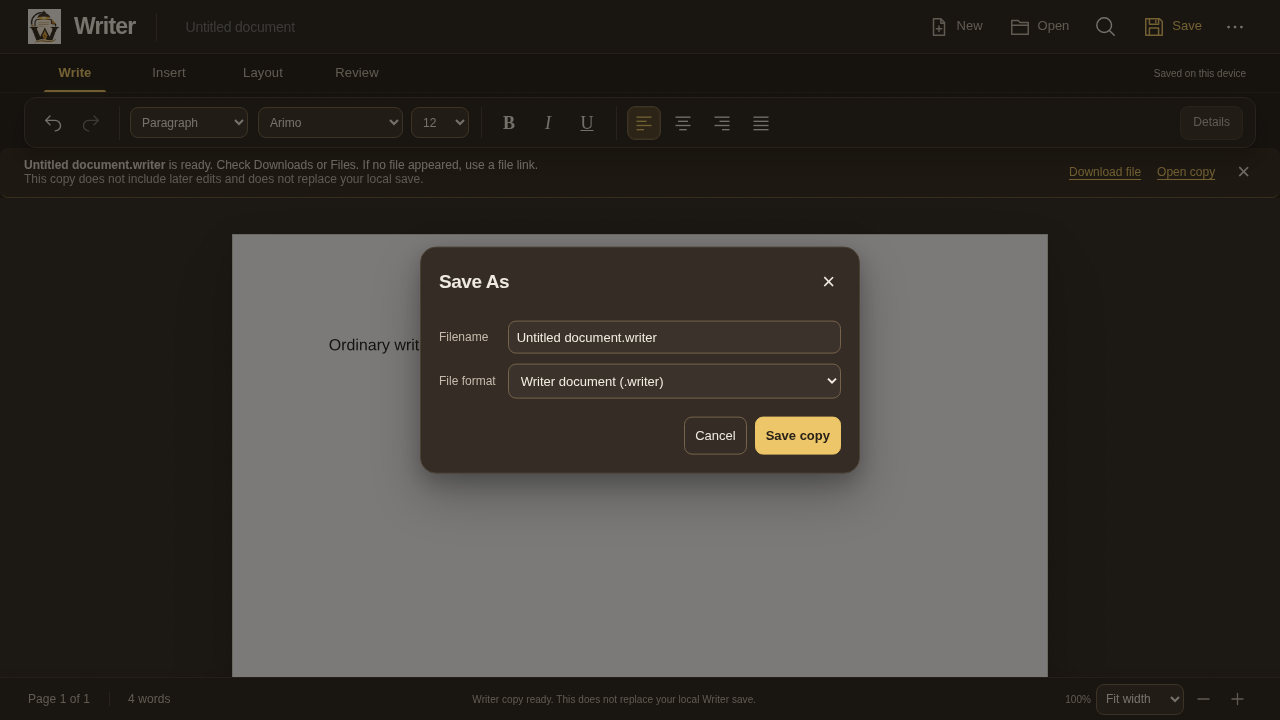 Writer
Untitled document
New
Open
Save
Write
Insert
Layout
Review
Saved on this device
Paragraph
Arimo
12
B
I
U
Details
Untitled document.writer is ready. Check Downloads or Files. If no file appeared, use a file link.
This copy does not include later edits and does not replace your local save.
Download file
Open copy
Ordinary writ
Save As
Filename
Untitled document.writer
File format
Writer document (.writer)
Cancel
Save copy
Page 1 of 1
4 words
Writer copy ready. This does not replace your local Writer save.
100%
Fit width